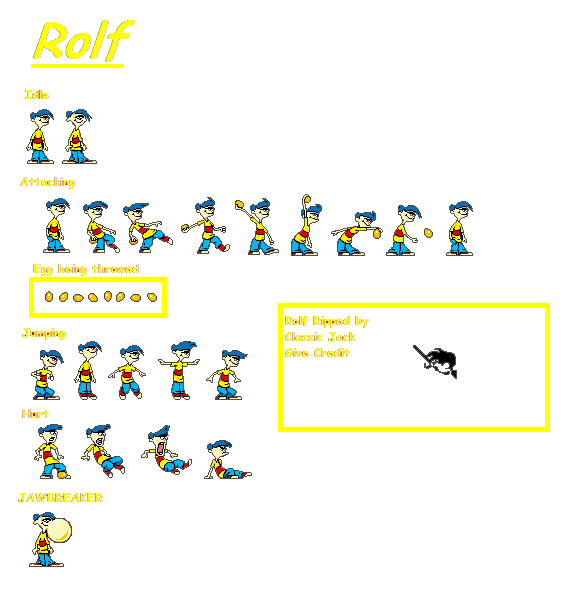 Rolf
Idle
Attacking
Egg being throwed
Rolf Ripped by
Classic Jack
Give Credit
Jumping
Hurt
JAWBREAKER